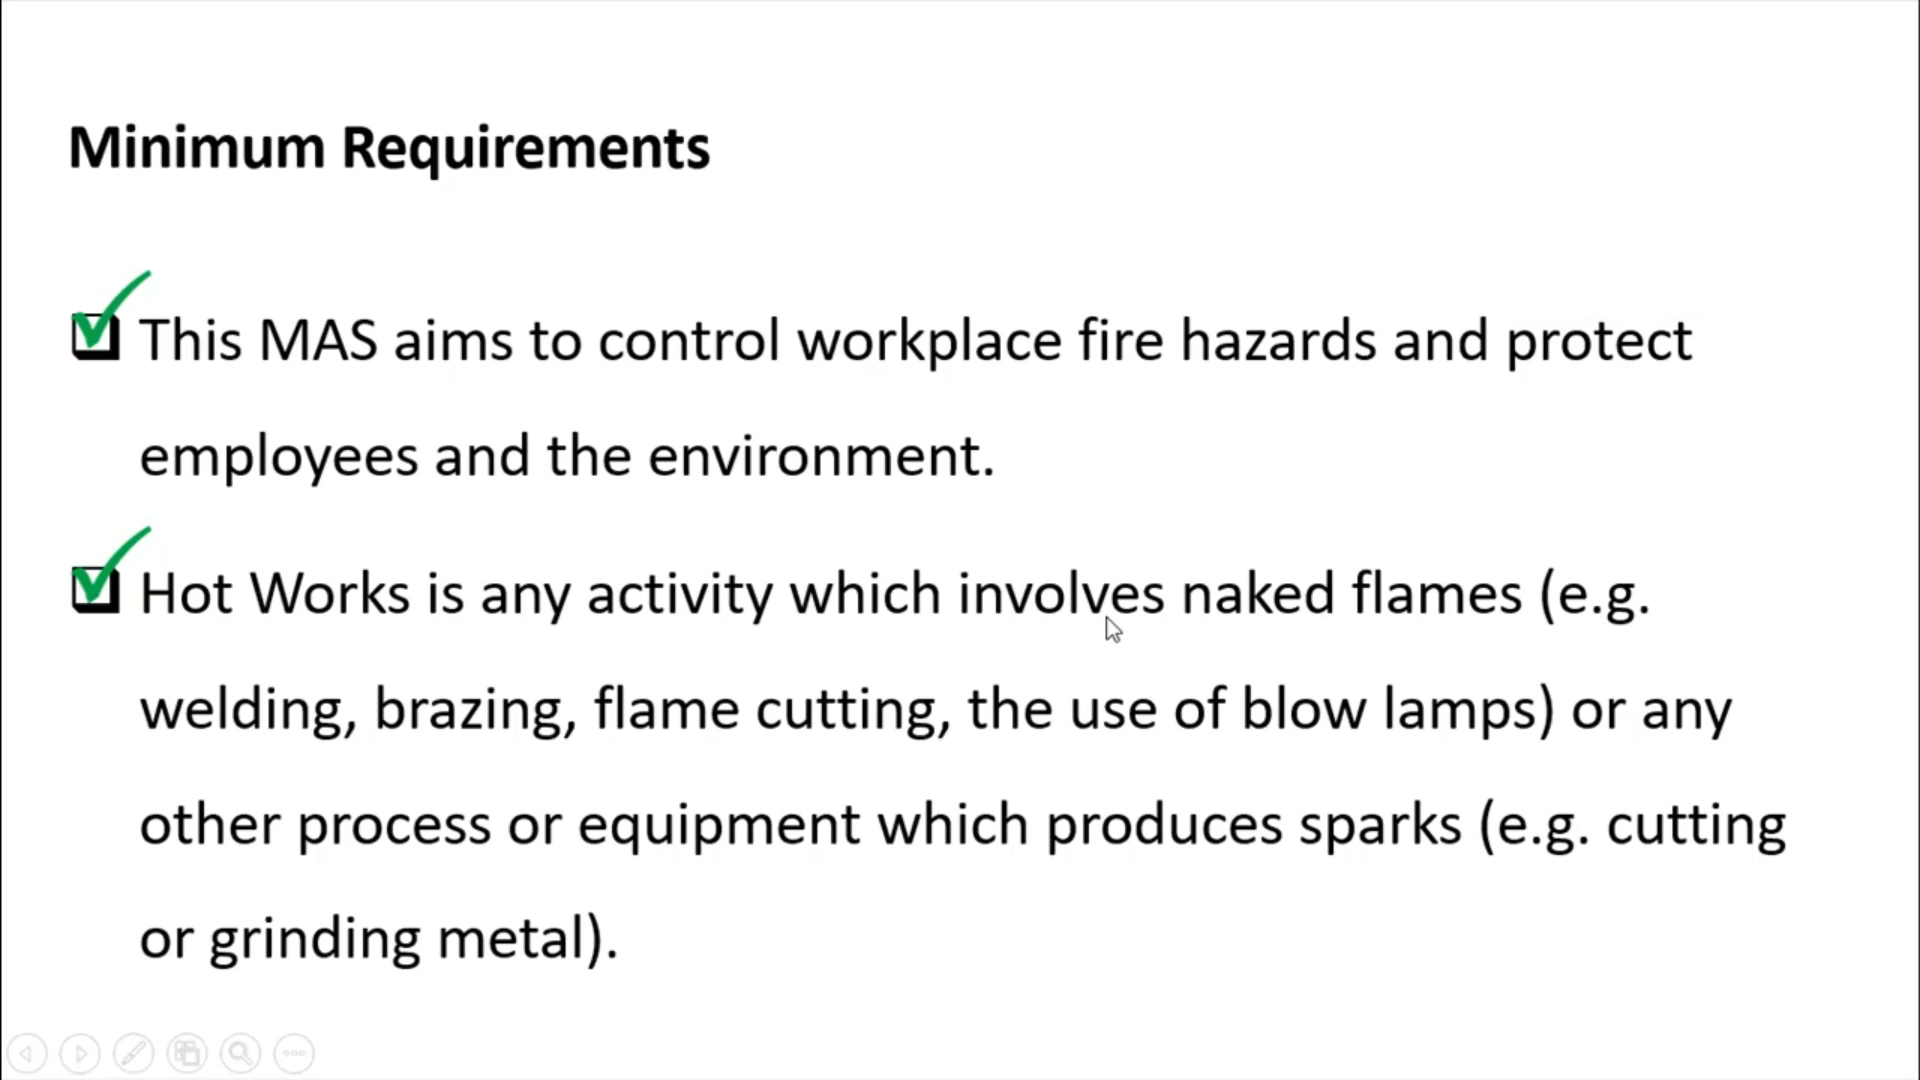 Minimum Requirements
This MAS aims to control workplace fire hazards and protect
employees and the environment.
Hot Works is any activity which involves naked flames (e.g.
welding, brazing, flame cutting, the use of blow lamps) or any
other process or equipment which produces sparks (e.g. cutting
or grinding metal).